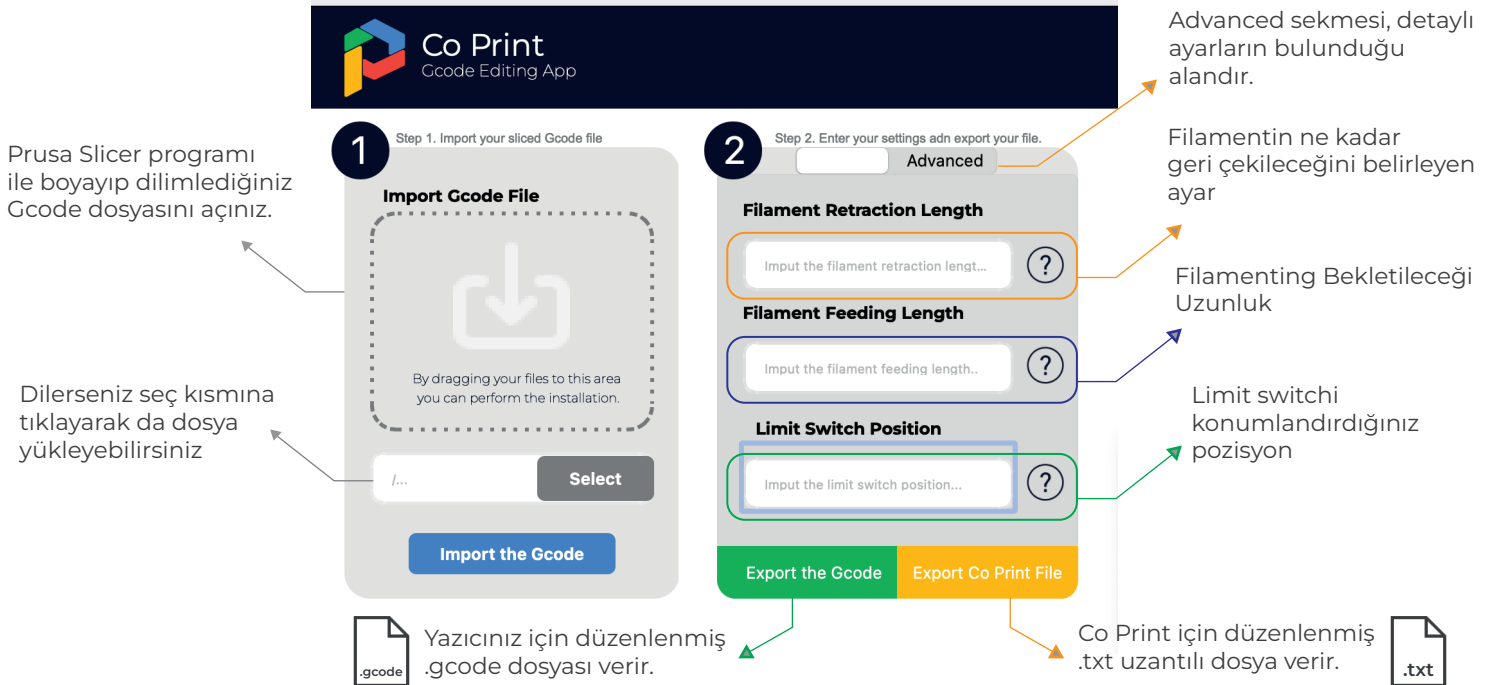 Co Print
Gcode Editing App
Advanced sekmesi, detaylı
ayarların bulunduğu
alandır.
1
Step 1. Import your sliced Gcode file
2
Step 2. Enter your settings adn export your file.
Advanced
Prusa Slicer programı
ile boyayıp dilimlediğiniz
Gcode dosyasını açınız.
Import Gcode File
By dragging your files to this area
you can perform the installation.
Dilerseniz seç kısmına
tıklayarak da dosya
yükleyebilirsiniz
/...
Select
Import the Gcode
Filament Retraction Length
Imput the filament retraction lengt...
?
Filamentin ne kadar
geri çekileceğini belirleyen
ayar
Filament Feeding Length
Imput the filament feeding length..
?
Filamenting Bekletileceği
Uzunluk
Limit Switch Position
Imput the limit switch position...
?
Limit switchi
konumlandırdığınız
pozisyon
Export the Gcode
Export Co Print File
.gcode
Yazıcınız için düzenlenmiş
.gcode dosyası verir.
Co Print için düzenlenmiş
.txt uzantılı dosya verir.
.txt